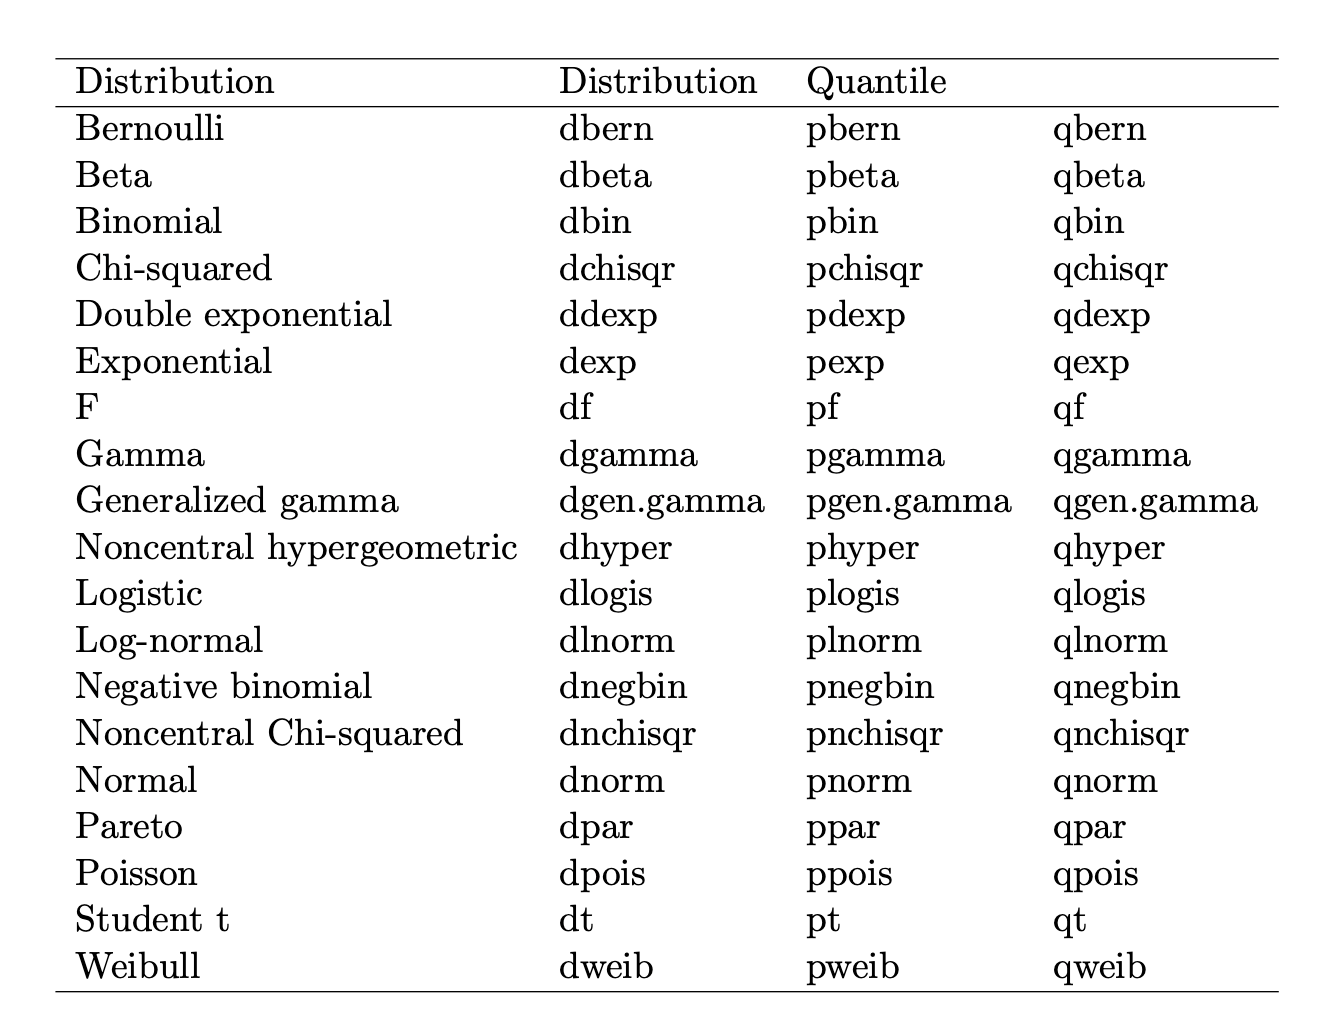 Distribution Distribution Quantile
Bernoulli dbern pbern qbern
Beta dbeta pbeta qbeta
Binomial dbin pbin qbin
Chi-squared dchisqr pchisqr qchisqr
Double exponential ddexp pdexp qdexp
Exponential dexp pexp qexp
F df pf qf
Gamma dgamma pgamma qgamma
Generalized gamma dgen.gamma pgen.gamma qgen.gamma
Noncentral hypergeometric dhyper phyper qhyper
Logistic dlogis plogis qlogis
Log-normal dlnorm plnorm qlnorm
Negative binomial dnegbin pnegbin qnegbin
Noncentral Chi-squared dnchisqr pnchisqr qnchisqr
Normal dnorm pnorm qnorm
Pareto dpar ppar qpar
Poisson dpois ppois qpois
Student t dt pt qt
Weibull dweib pweib qweib